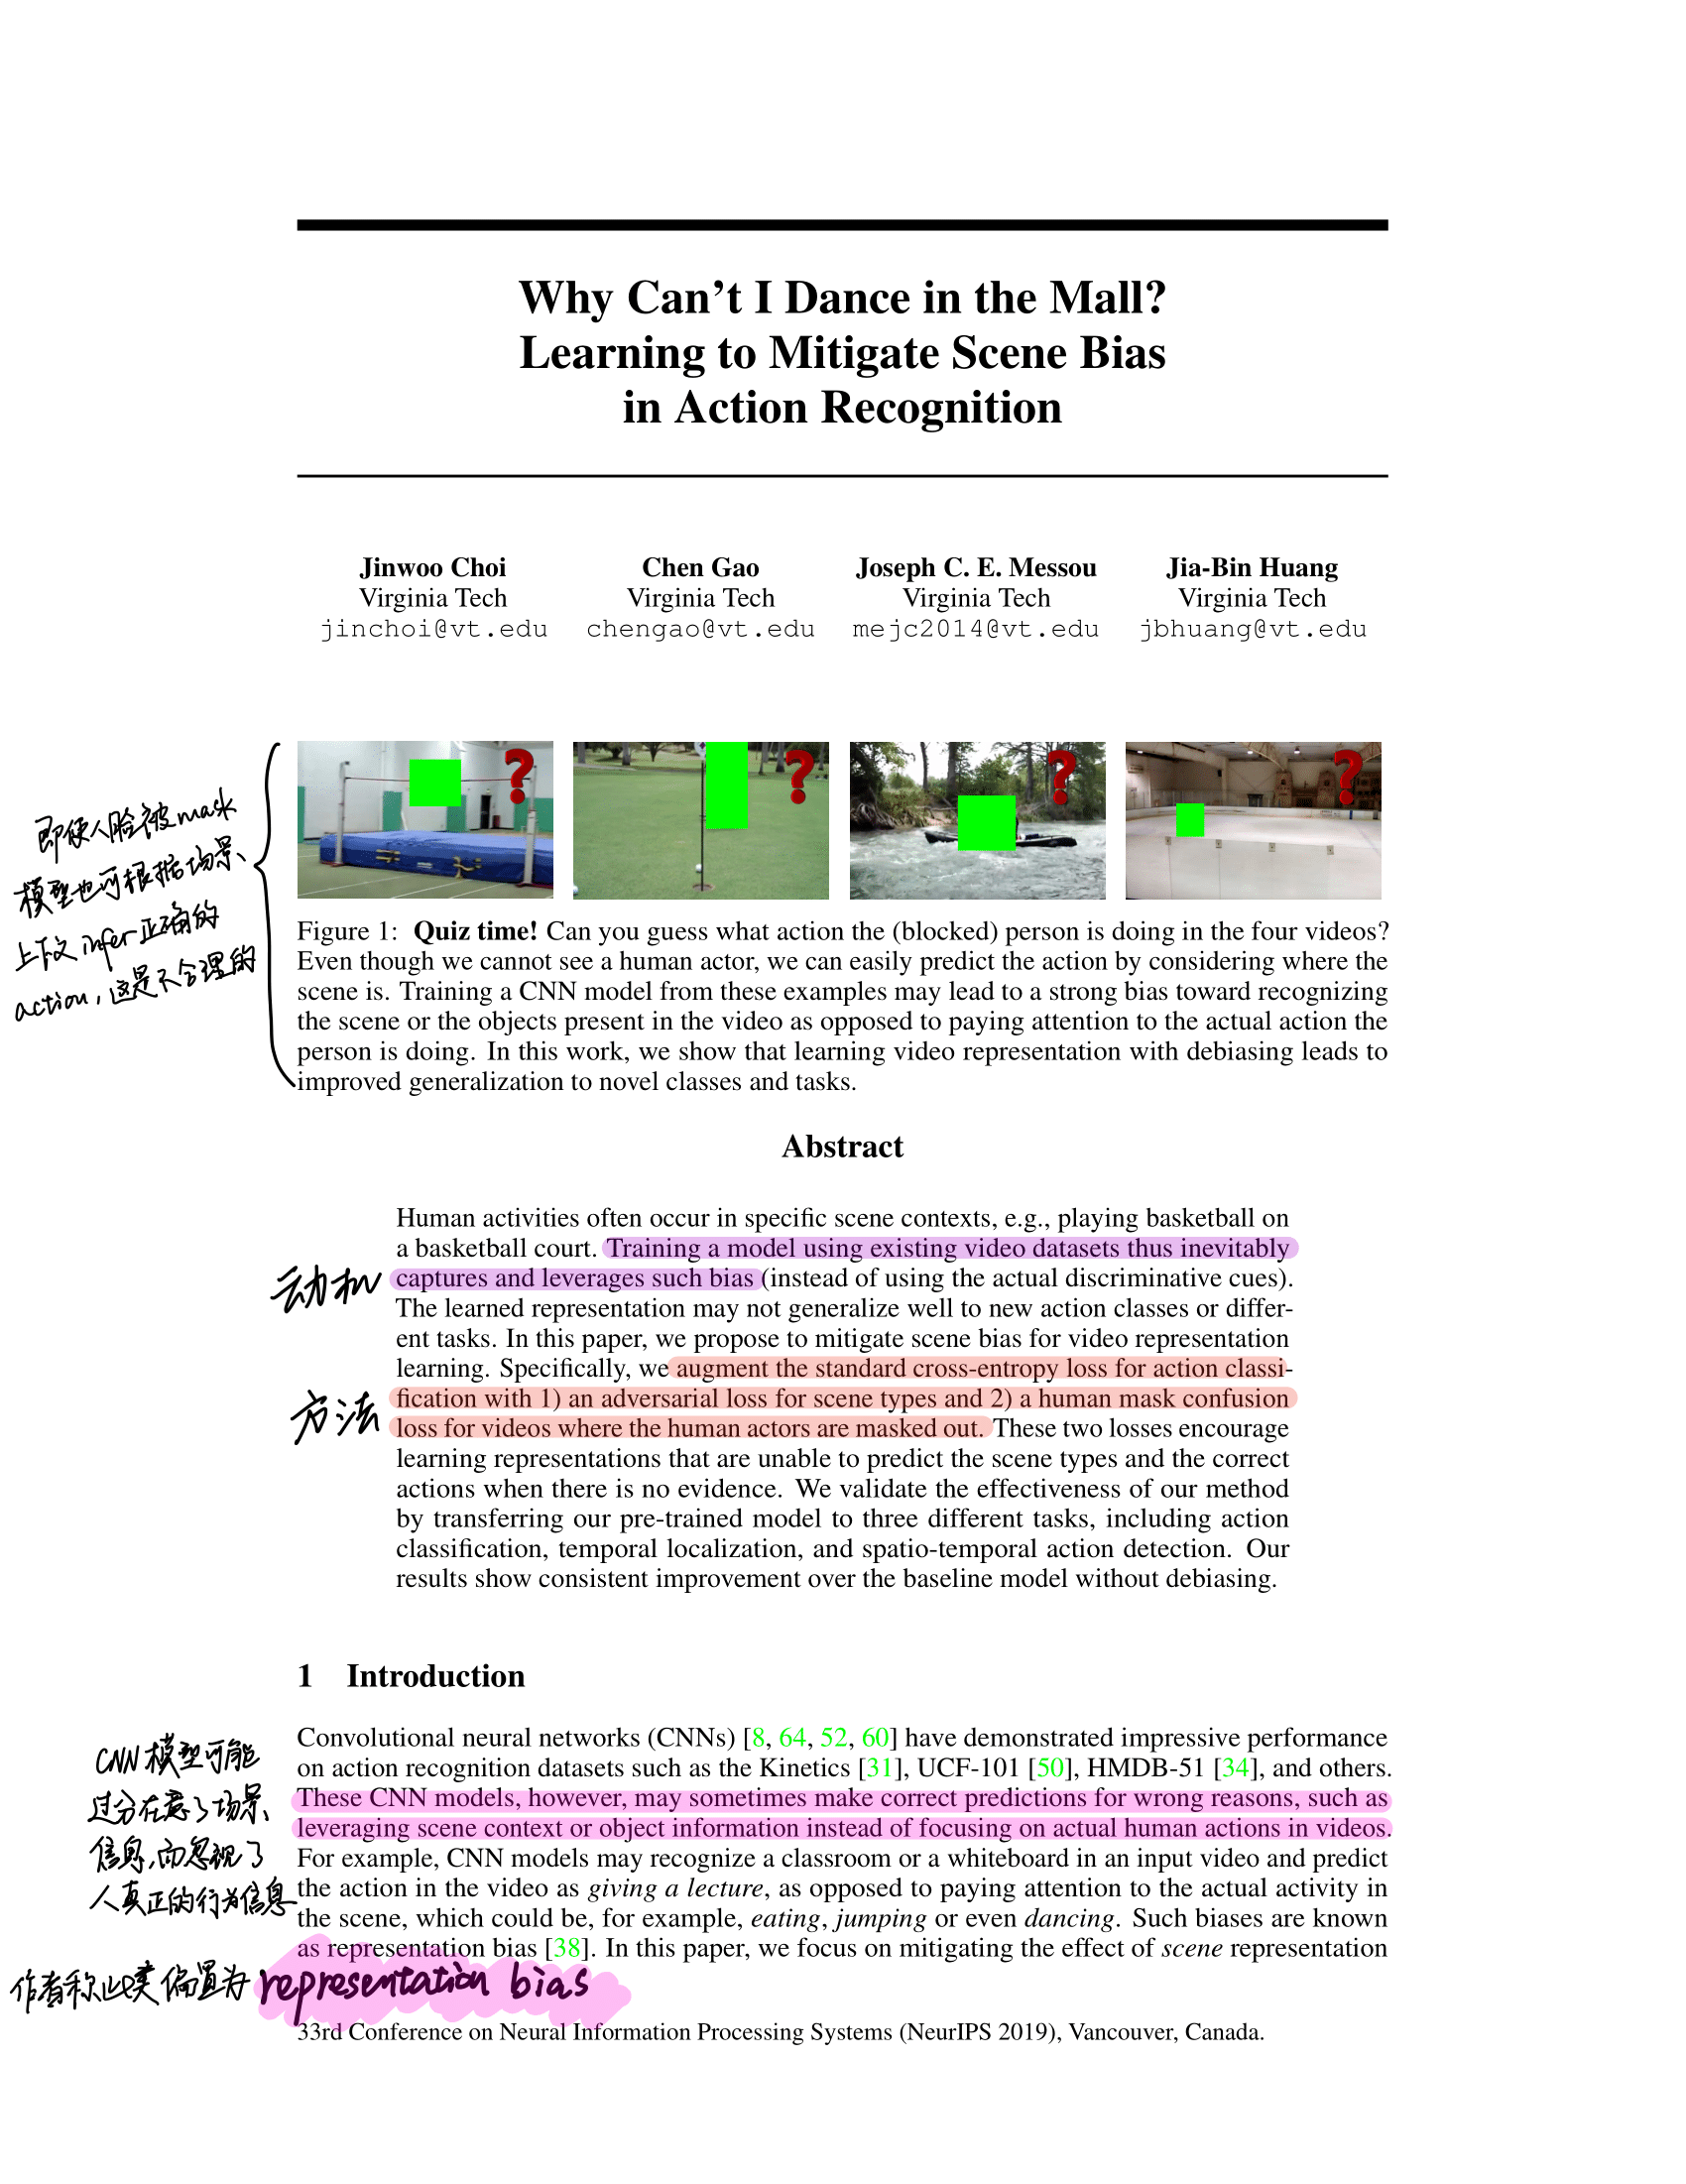 Why Can't I Dance in the Mall?
Learning to Mitigate Scene Bias
in Action Recognition
Jinwoo Choi
Virginia Tech
jinchoi@vt.edu
Chen Gao
Virginia Tech
chengao@vt.edu
Joseph C. E. Messou
Virginia Tech
mejc2014@vt.edu
Jia-Bin Huang
Virginia Tech
jbhuang@vt.edu
? ? ? ?
即使人脸被mask
模型也可根据场景、
上下文infer正确的
action,这是不合理的
Figure 1: Quiz time! Can you guess what action the (blocked) person is doing in the four videos?
Even though we cannot see a human actor, we can easily predict the action by considering where the
scene is. Training a CNN model from these examples may lead to a strong bias toward recognizing
the scene or the objects present in the video as opposed to paying attention to the actual action the
person is doing. In this work, we show that learning video representation with debiasing leads to
improved generalization to novel classes and tasks.
Abstract
Human activities often occur in specific scene contexts, e.g., playing basketball on
a basketball court. Training a model using existing video datasets thus inevitably
captures and leverages such bias (instead of using the actual discriminative cues).
动机
The learned representation may not generalize well to new action classes or differ-
ent tasks. In this paper, we propose to mitigate scene bias for video representation
learning. Specifically, we augment the standard cross-entropy loss for action classi-
fication with 1) an adversarial loss for scene types and 2) a human mask confusion
方法
loss for videos where the human actors are masked out. These two losses encourage
learning representations that are unable to predict the scene types and the correct
actions when there is no evidence. We validate the effectiveness of our method
by transferring our pre-trained model to three different tasks, including action
classification, temporal localization, and spatio-temporal action detection. Our
results show consistent improvement over the baseline model without debiasing.
1 Introduction
Convolutional neural networks (CNNs) [8, 64, 52, 60] have demonstrated impressive performance
on action recognition datasets such as the Kinetics [31], UCF-101 [50], HMDB-51 [34], and others.
These CNN models, however, may sometimes make correct predictions for wrong reasons, such as
leveraging scene context or object information instead of focusing on actual human actions in videos.
For example, CNN models may recognize a classroom or a whiteboard in an input video and predict
the action in the video as giving a lecture, as opposed to paying attention to the actual activity in
the scene, which could be, for example, eating, jumping or even dancing. Such biases are known
as representation bias [38]. In this paper, we focus on mitigating the effect of scene representation
CNN模型可能
过分在意了场景、
信息,而忽视了
人真正的行为信息
作者称此类偏置为 representation bias
33rd Conference on Neural Information Processing Systems (NeurIPS 2019), Vancouver, Canada.